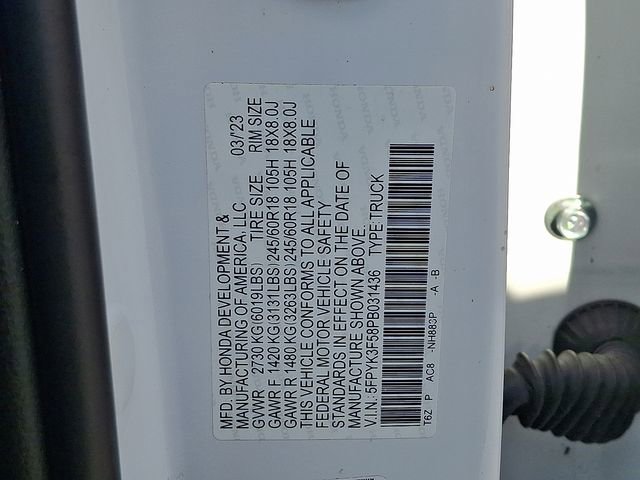 MFD. BY HONDA DEVELOPMENT &
MANUFACTURING OF AMERICA, LLC 03/'23
GVWR 2730 KG(6019LBS) TIRE SIZE RIM SIZE
GAWR F 1420 KG(3131LBS) 245/60R18 105H 18X8.0J
GAWR R 1480 KG(3263LBS) 245/60R18 105H 18X8.0J
THIS VEHICLE CONFORMS TO ALL APPLICABLE
FEDERAL MOTOR VEHICLE SAFETY
STANDARDS IN EFFECT ON THE DATE OF
MANUFACTURE SHOWN ABOVE.
V.I.N.: 5FPYK3F58PB031436 TYPE:TRUCK
T6Z P AC8 -NH883P -A -B